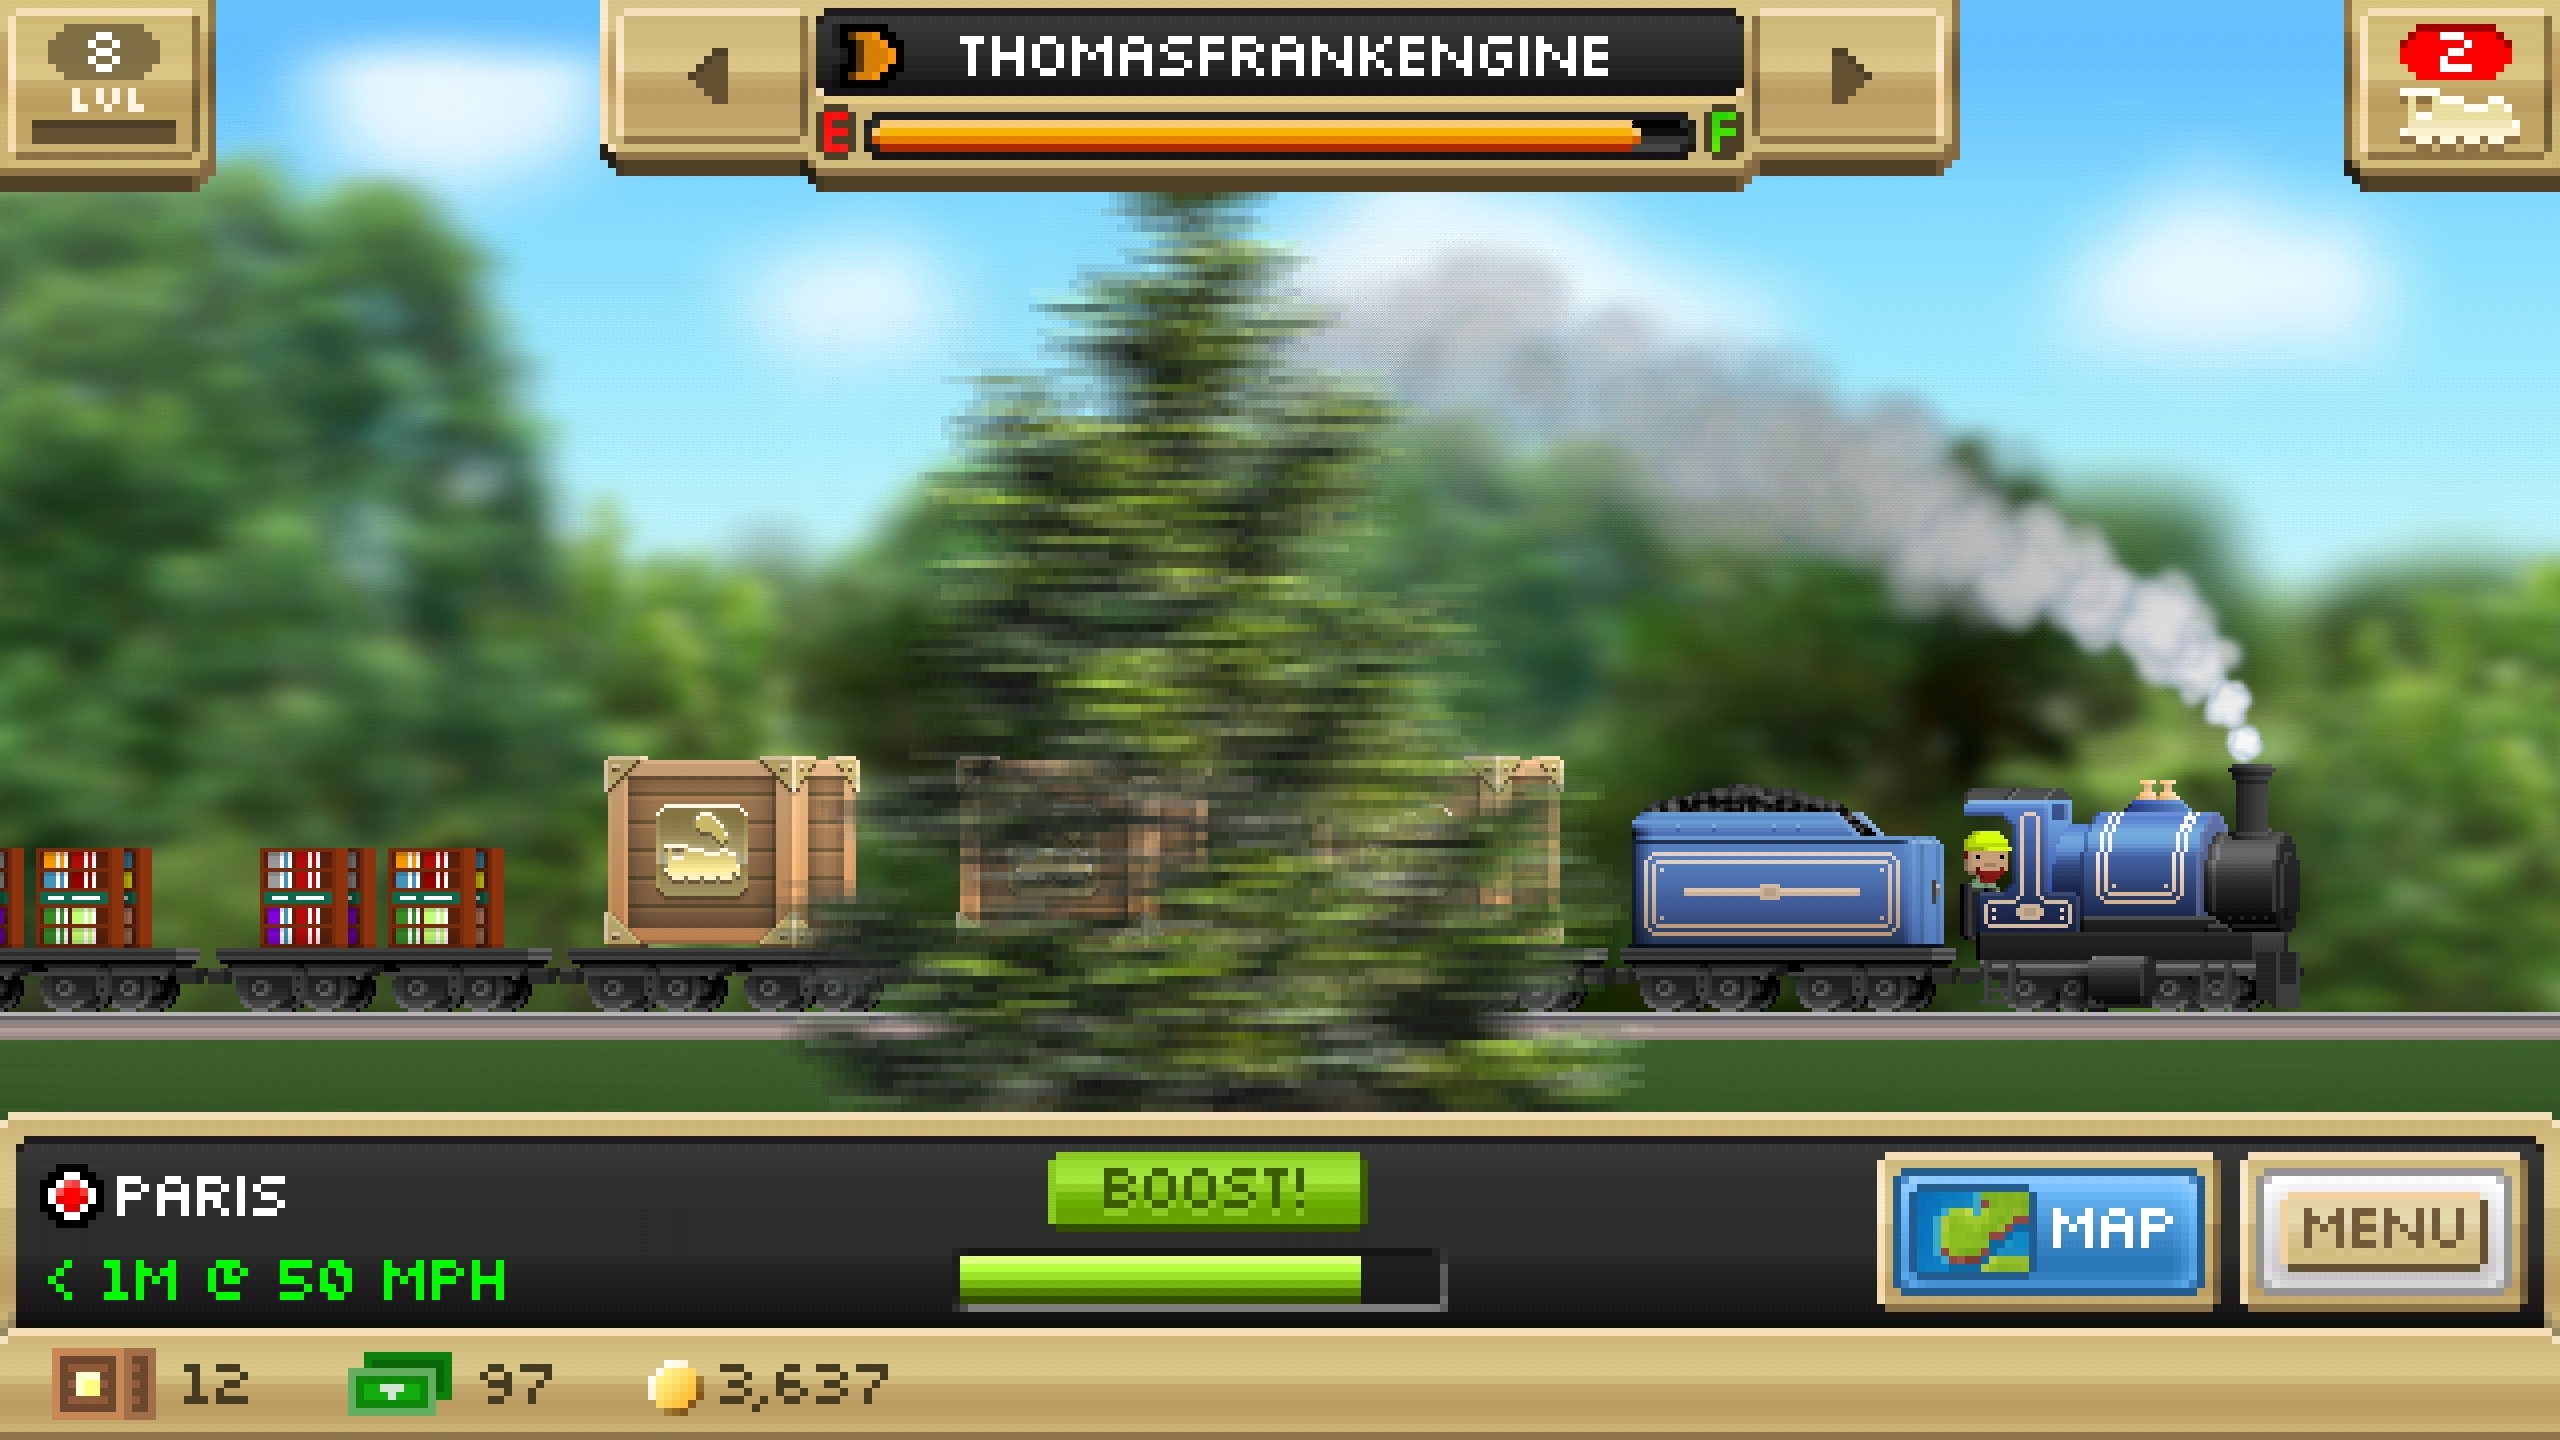 8
LVL
THOMASFRANKENGINE
E F
2
PARIS
BOOST!
< 1M @ 50 MPH
MAP
MENU
12 97 3,637